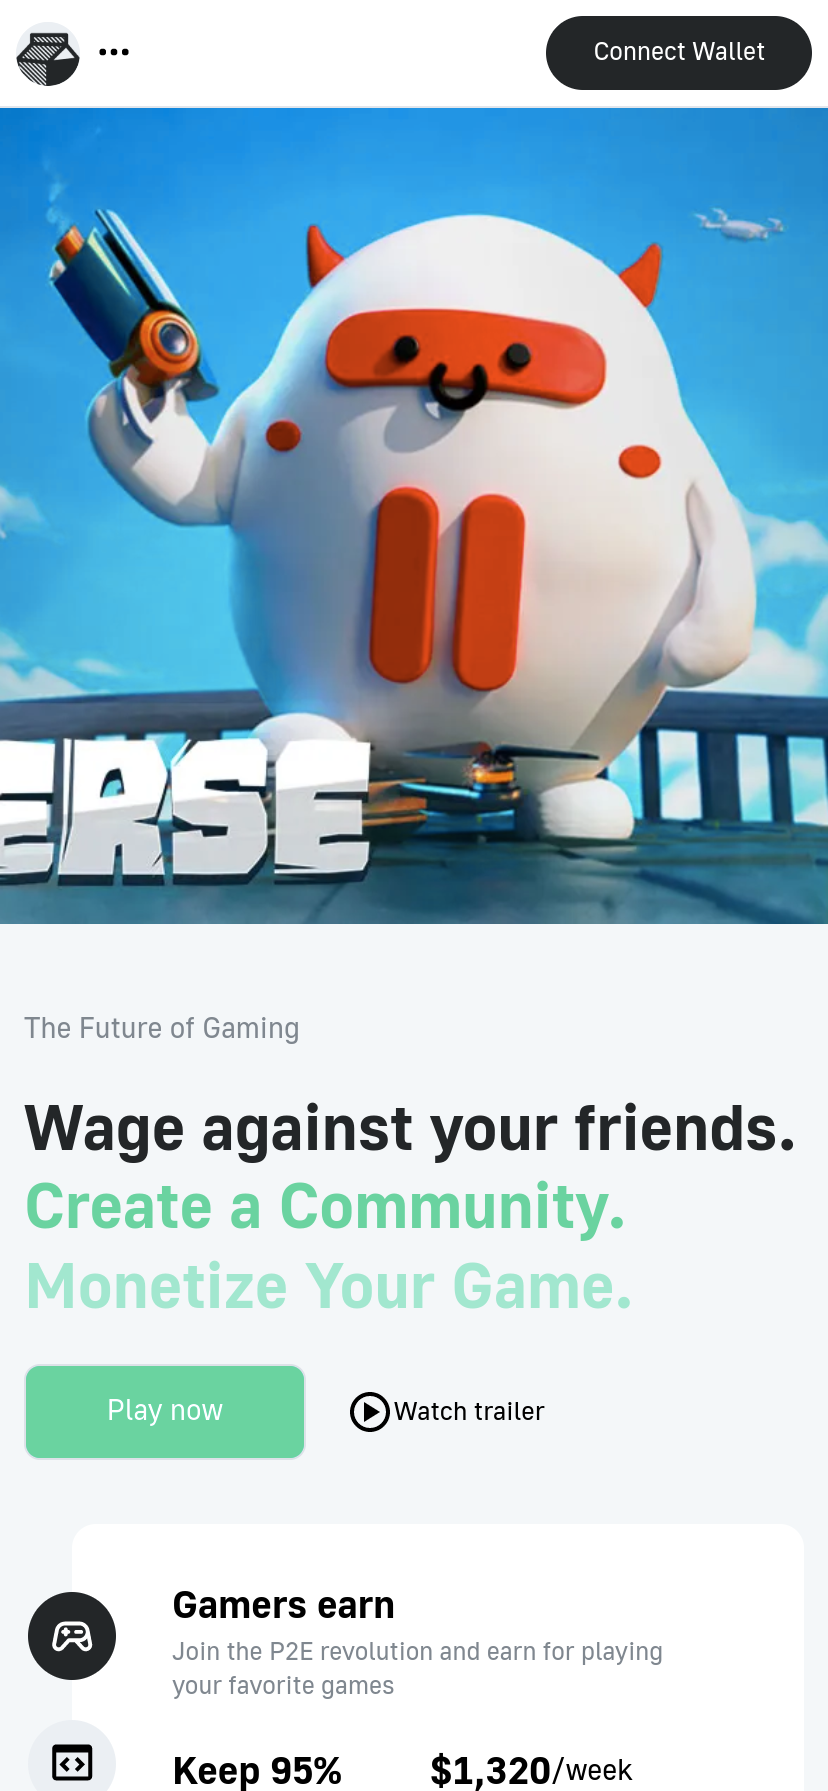 Connect Wallet
ERSE
The Future of Gaming
Wage against your friends.
Create a Community.
Monetize Your Game.
Play now
Watch trailer
Gamers earn
Join the P2E revolution and earn for playing
your favorite games
Keep 95%
$1,320/week